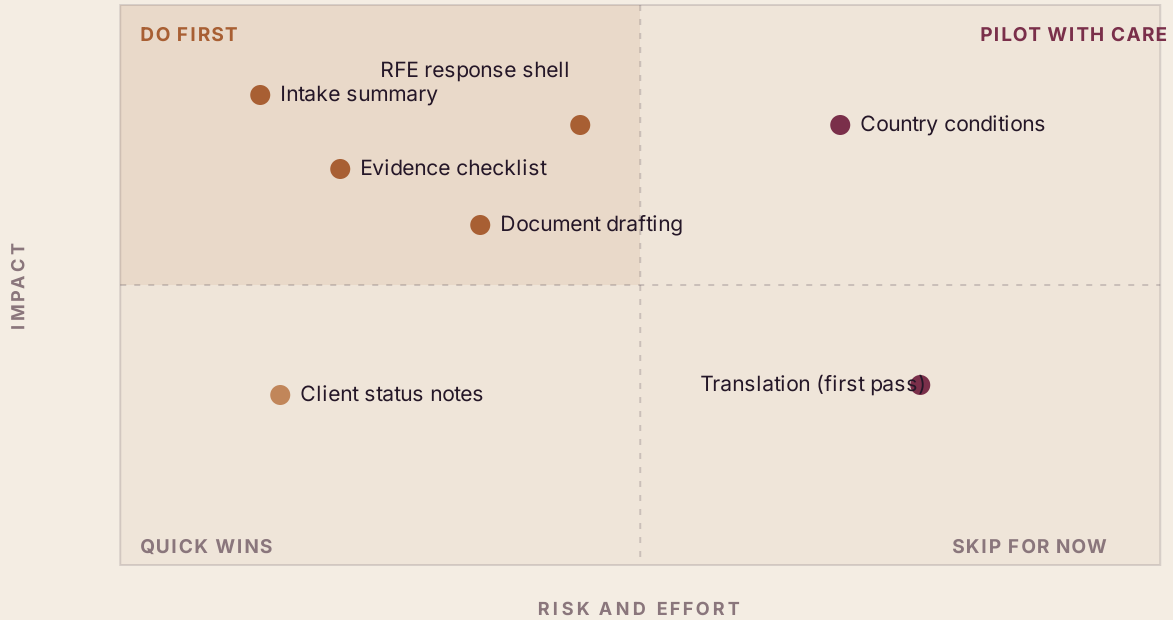 DO FIRST
PILOT WITH CARE
RFE response shell
Intake summary
Country conditions
Evidence checklist
Document drafting
IMPACT
Client status notes
Translation (first pass)
QUICK WINS
SKIP FOR NOW
RISK AND EFFORT